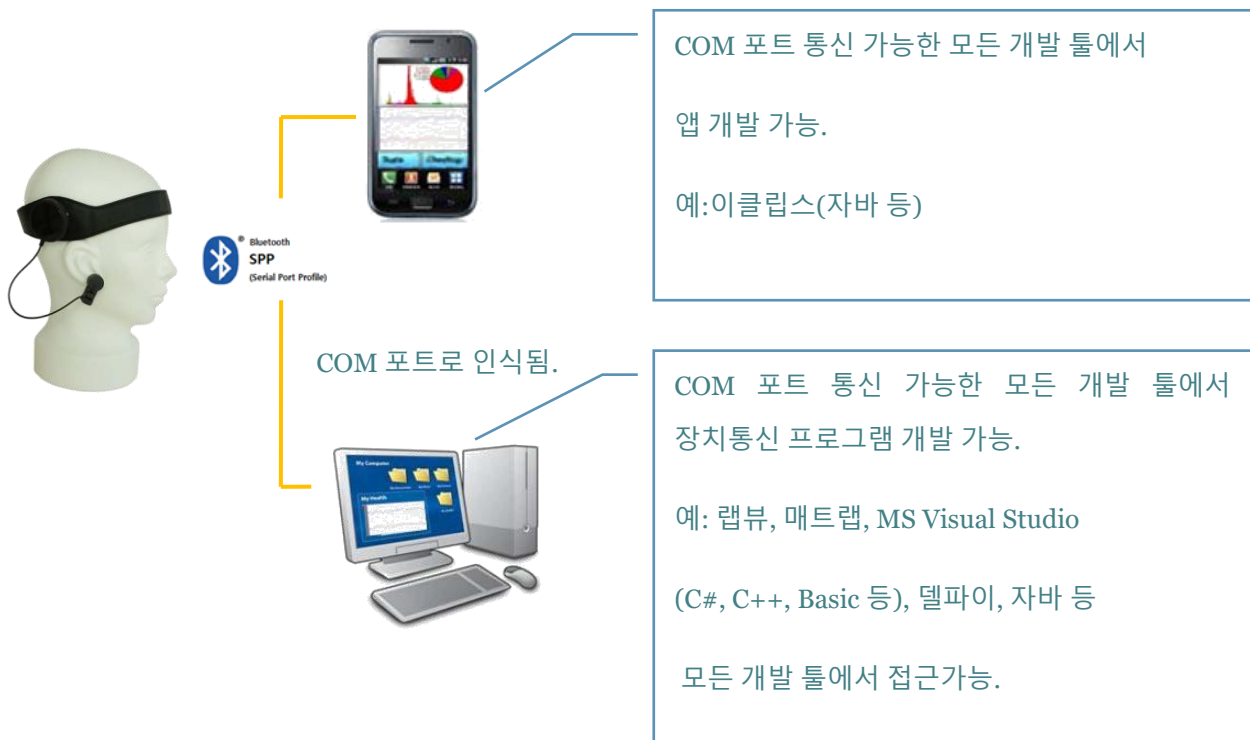 COM 포트 통신 가능한 모든 개발 툴에서
앱 개발 가능.
예:이클립스(자바 등)
® Bluetooth
SPP
(Serial Port Profile)
COM 포트로 인식됨.
COM 포트 통신 가능한 모든 개발 툴에서
장치통신 프로그램 개발 가능.
예: 랩뷰, 매트랩, MS Visual Studio
(C#, C++, Basic 등), 델파이, 자바 등
모든 개발 툴에서 접근가능.
My Computer
My Health